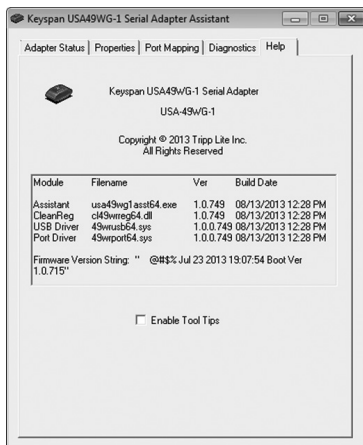 Keyspan USA49WG-1 Serial Adapter Assistant
Adapter Status Properties Port Mapping Diagnostics Help
Keyspan USA49WG-1 Serial Adapter
USA-49WG-1
Copyright © 2013 Tripp Lite Inc.
All Rights Reserved
Module Filename Ver Build Date
Assistant usa49wg1asst64.exe 1.0.749 08/13/2013 12:28 PM
CleanReg cl49wrreg64.dll 1.0.749 08/13/2013 12:28 PM
USB Driver 49wrusb64.sys 1.0.0.749 08/13/2013 12:28 PM
Port Driver 49wrport64.sys 1.0.0.749 08/13/2013 12:28 PM
Firmware Version String: " @#$% Jul 23 2013 19:07:54 Boot Ver
1.0.715"
Enable Tool Tips